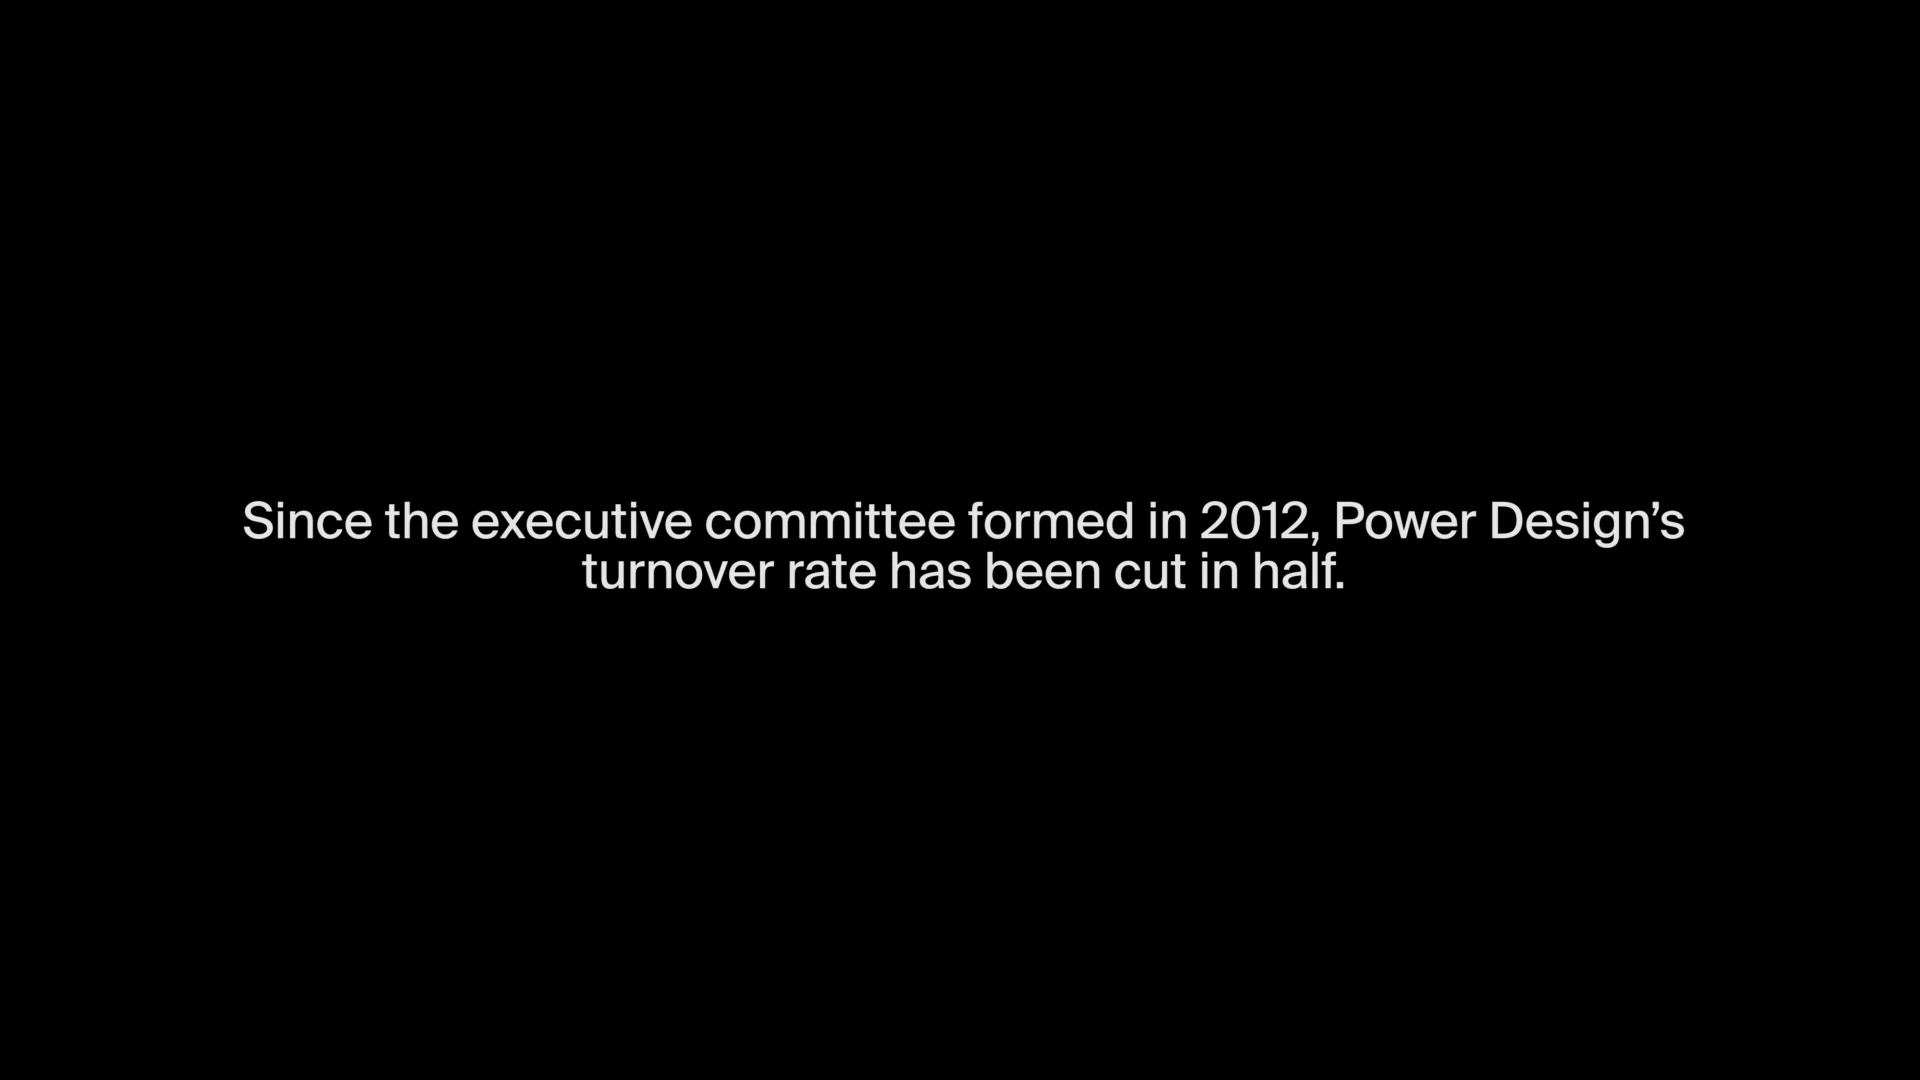 Since the executive committee formed in 2012, Power Design’s
turnover rate has been cut in half.